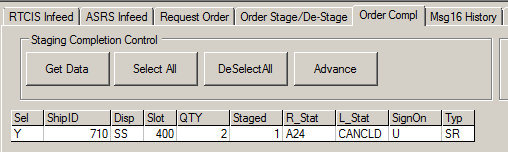 RTCIS Infeed ASRS Infeed Request Order Order Stage/De-Stage Order Compl Msg16 History
Staging Completion Control
Get Data Select All DeSelectAll Advance
Sel ShipID Disp Slot QTY Staged R_Stat L_Stat SignOn Typ
Y 710 SS 400 2 1 A24 CANCLD U SR